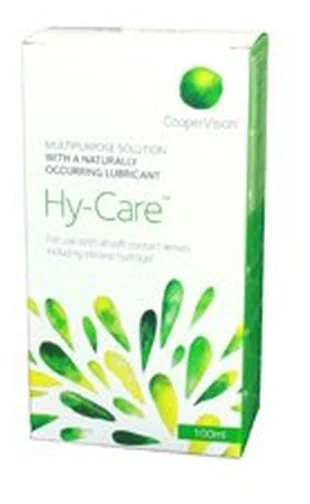 CooperVision™
MULTIPURPOSE SOLUTION
WITH A NATURALLY
OCCURRING LUBRICANT
Hy-Care™
For use with all soft contact lenses
including silicone hydrogel
100ml